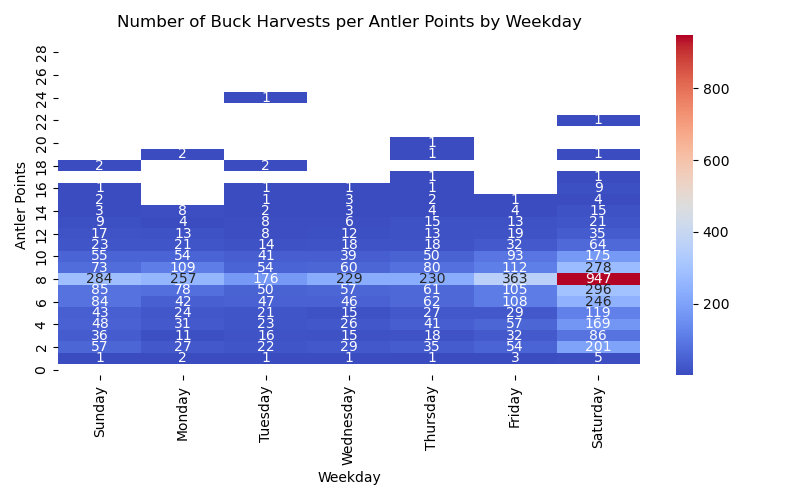 Number of Buck Harvests per Antler Points by Weekday
Antler Points
28
26
24 1
22 1
20 1
2 1 1
18 2 2
1 1
16 1 1 1 1 9
2 1 3 2 1 4
14 3 8 2 3 4 4 15
9 4 8 6 15 13 21
12 17 13 8 12 13 19 35
23 21 14 18 18 32 64
10 55 54 41 39 50 93 175
73 109 54 60 80 112 278
8 284 257 176 229 230 363 947
85 78 50 57 61 105 296
6 84 42 47 46 62 108 246
43 24 21 15 27 29 119
4 48 31 23 26 41 57 169
36 17 16 15 18 32 86
2 57 27 22 29 35 54 201
1 2 1 1 1 3 5
0
Sunday Monday Tuesday Wednesday Thursday Friday Saturday
Weekday
800
600
400
200